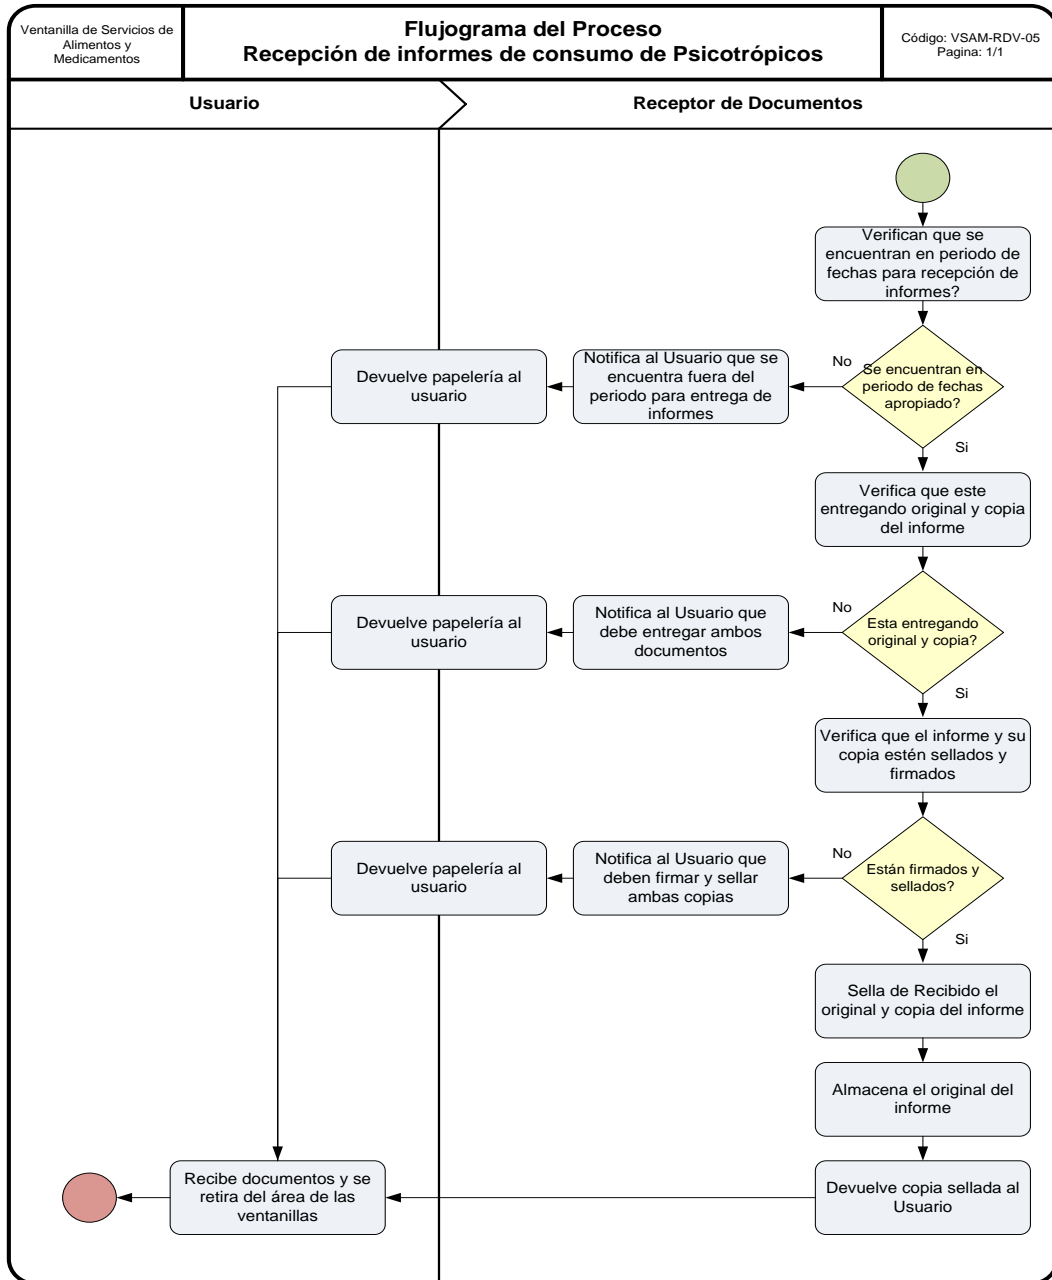 Ventanilla de Servicios de
Alimentos y
Medicamentos
Flujograma del Proceso
Recepción de informes de consumo de Psicotrópicos
Código: VSAM-RDV-05
Pagina: 1/1
Usuario
Receptor de Documentos
Verifican que se
encuentran en periodo de
fechas para recepción de
informes?
Se encuentran en
periodo de fechas
apropiado?
No
Notifica al Usuario que se
encuentra fuera del
periodo para entrega de
informes
Devuelve papelería al
usuario
Si
Verifica que este
entregando original y copia
del informe
Esta entregando
original y copia?
No
Notifica al Usuario que
debe entregar ambos
documentos
Devuelve papelería al
usuario
Si
Verifica que el informe y su
copia estén sellados y
firmados
Están firmados y
sellados?
No
Notifica al Usuario que
deben firmar y sellar
ambas copias
Devuelve papelería al
usuario
Si
Sella de Recibido el
original y copia del informe
Almacena el original del
informe
Devuelve copia sellada al
Usuario
Recibe documentos y se
retira del área de las
ventanillas